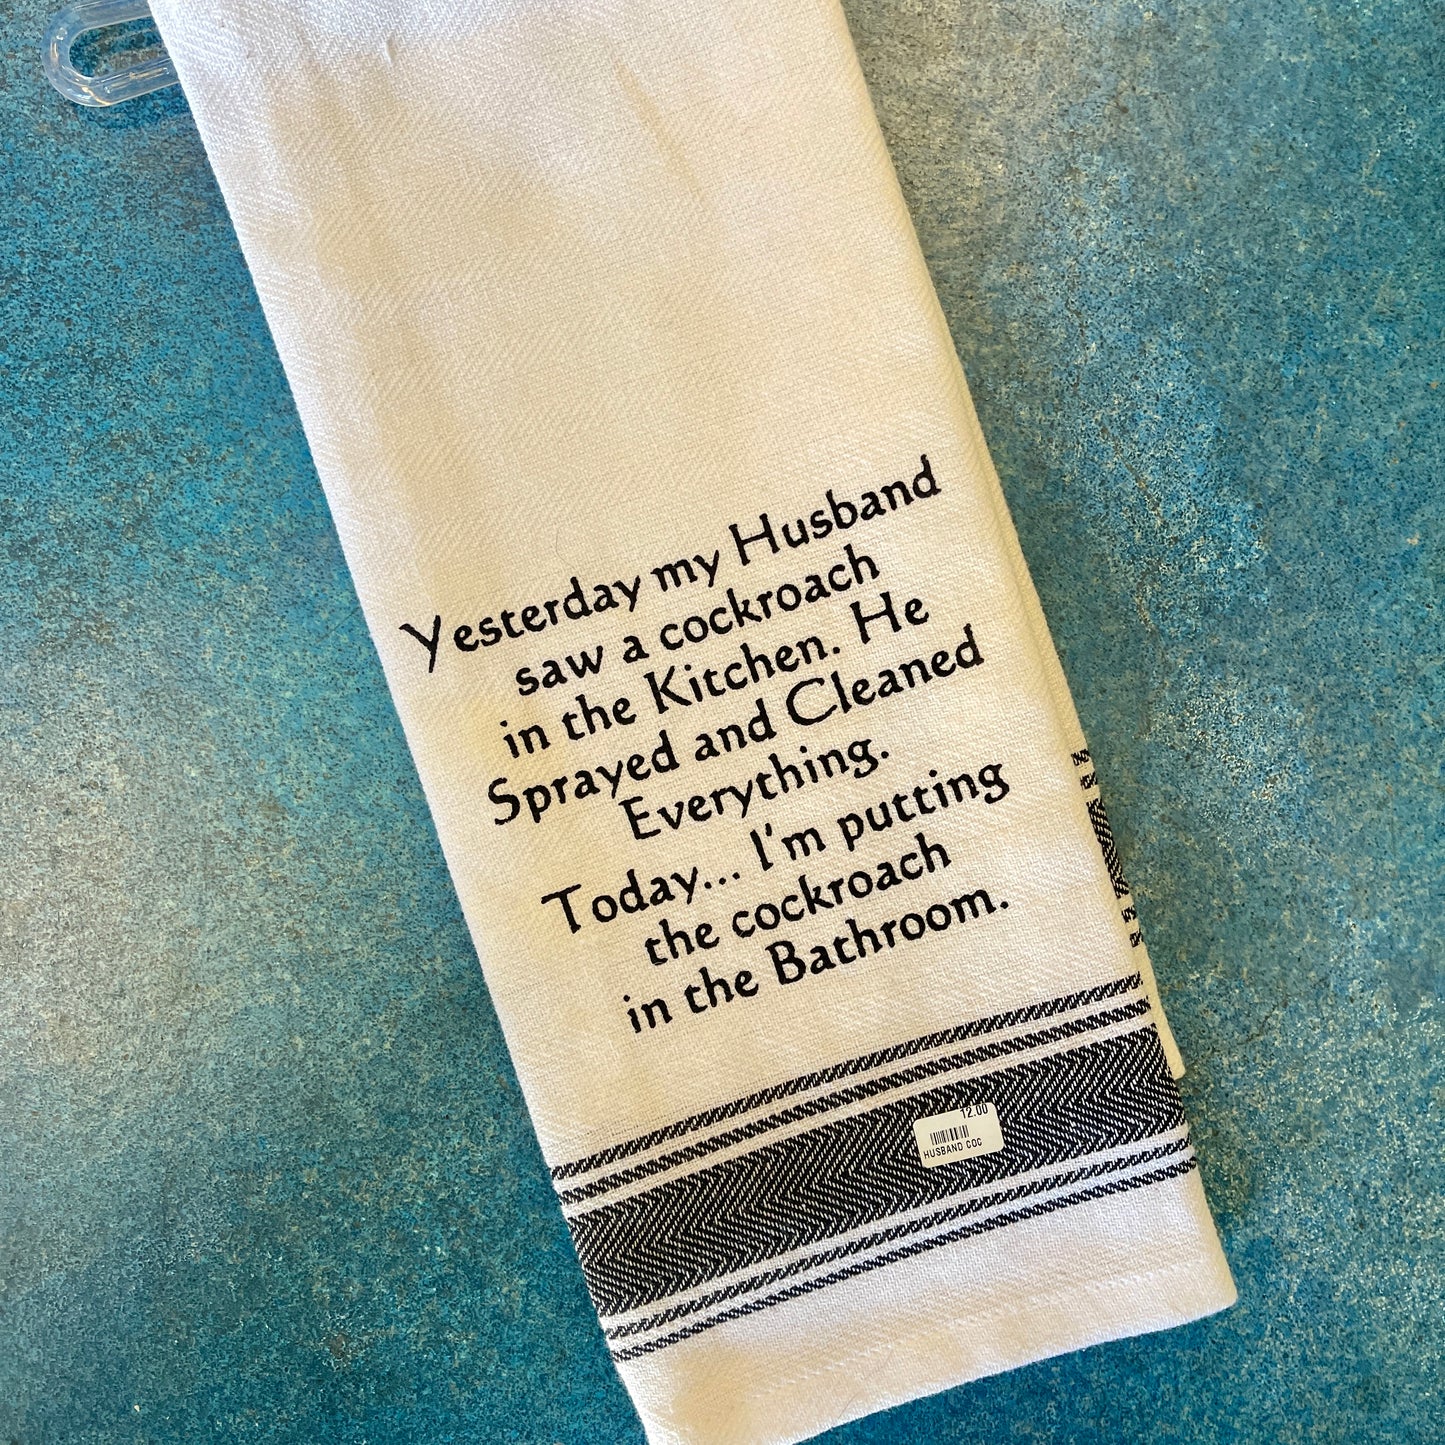 Yesterday my Husband
saw a cockroach
in the Kitchen. He
Sprayed and Cleaned
Everything.
Today... I'm putting
the cockroach
in the Bathroom.
12.00
HUSBAND COC